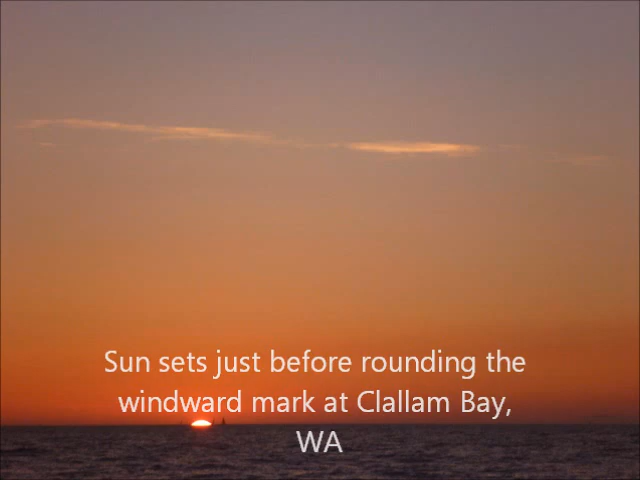 Sun sets just before rounding the
windward mark at Clallam Bay,
WA